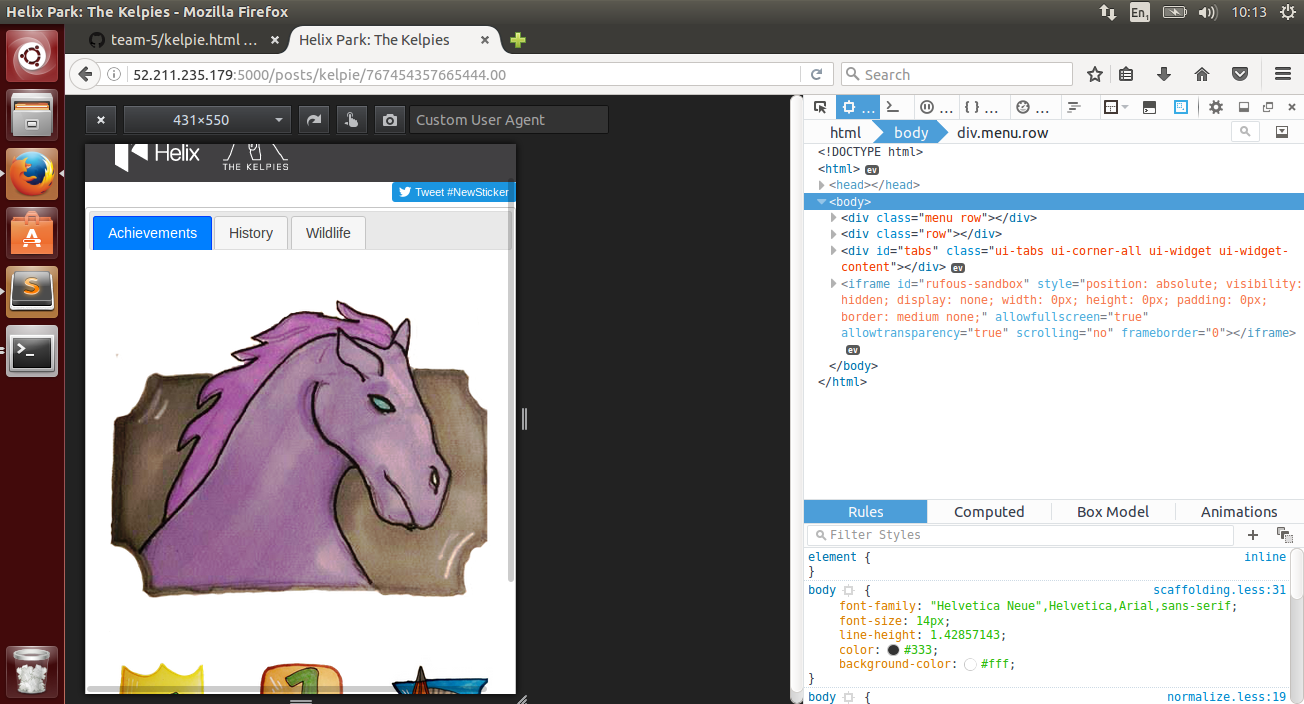 Helix Park: The Kelpies - Mozilla Firefox
En1
10:13
team-5/kelpie.html ...
Helix Park: The Kelpies
52.211.235.179:5000/posts/kelpie/767454357665444.00
Search
431×550
Custom User Agent
...
...
{ } ...
...
html
body
div.menu.row
Helix
THE KELPIES
Tweet #NewSticker
Achievements
History
Wildlife
1
<!DOCTYPE html>
<html> ev
<head></head>
<body>
<div class="menu row"></div>
<div class="row"></div>
<div id="tabs" class="ui-tabs ui-corner-all ui-widget ui-widget-
content"></div> ev
<iframe id="rufous-sandbox" style="position: absolute; visibility:
hidden; display: none; width: 0px; height: 0px; padding: 0px;
border: medium none;" allowfullscreen="true"
allowtransparency="true" scrolling="no" frameborder="0"></iframe>
ev
</body>
</html>
Rules
Computed
Box Model
Animations
Filter Styles
element {
inline
}
body {
scaffolding.less:31
font-family: "Helvetica Neue",Helvetica,Arial,sans-serif;
font-size: 14px;
line-height: 1.42857143;
color: #333;
background-color: #fff;
}
body {
normalize.less:19